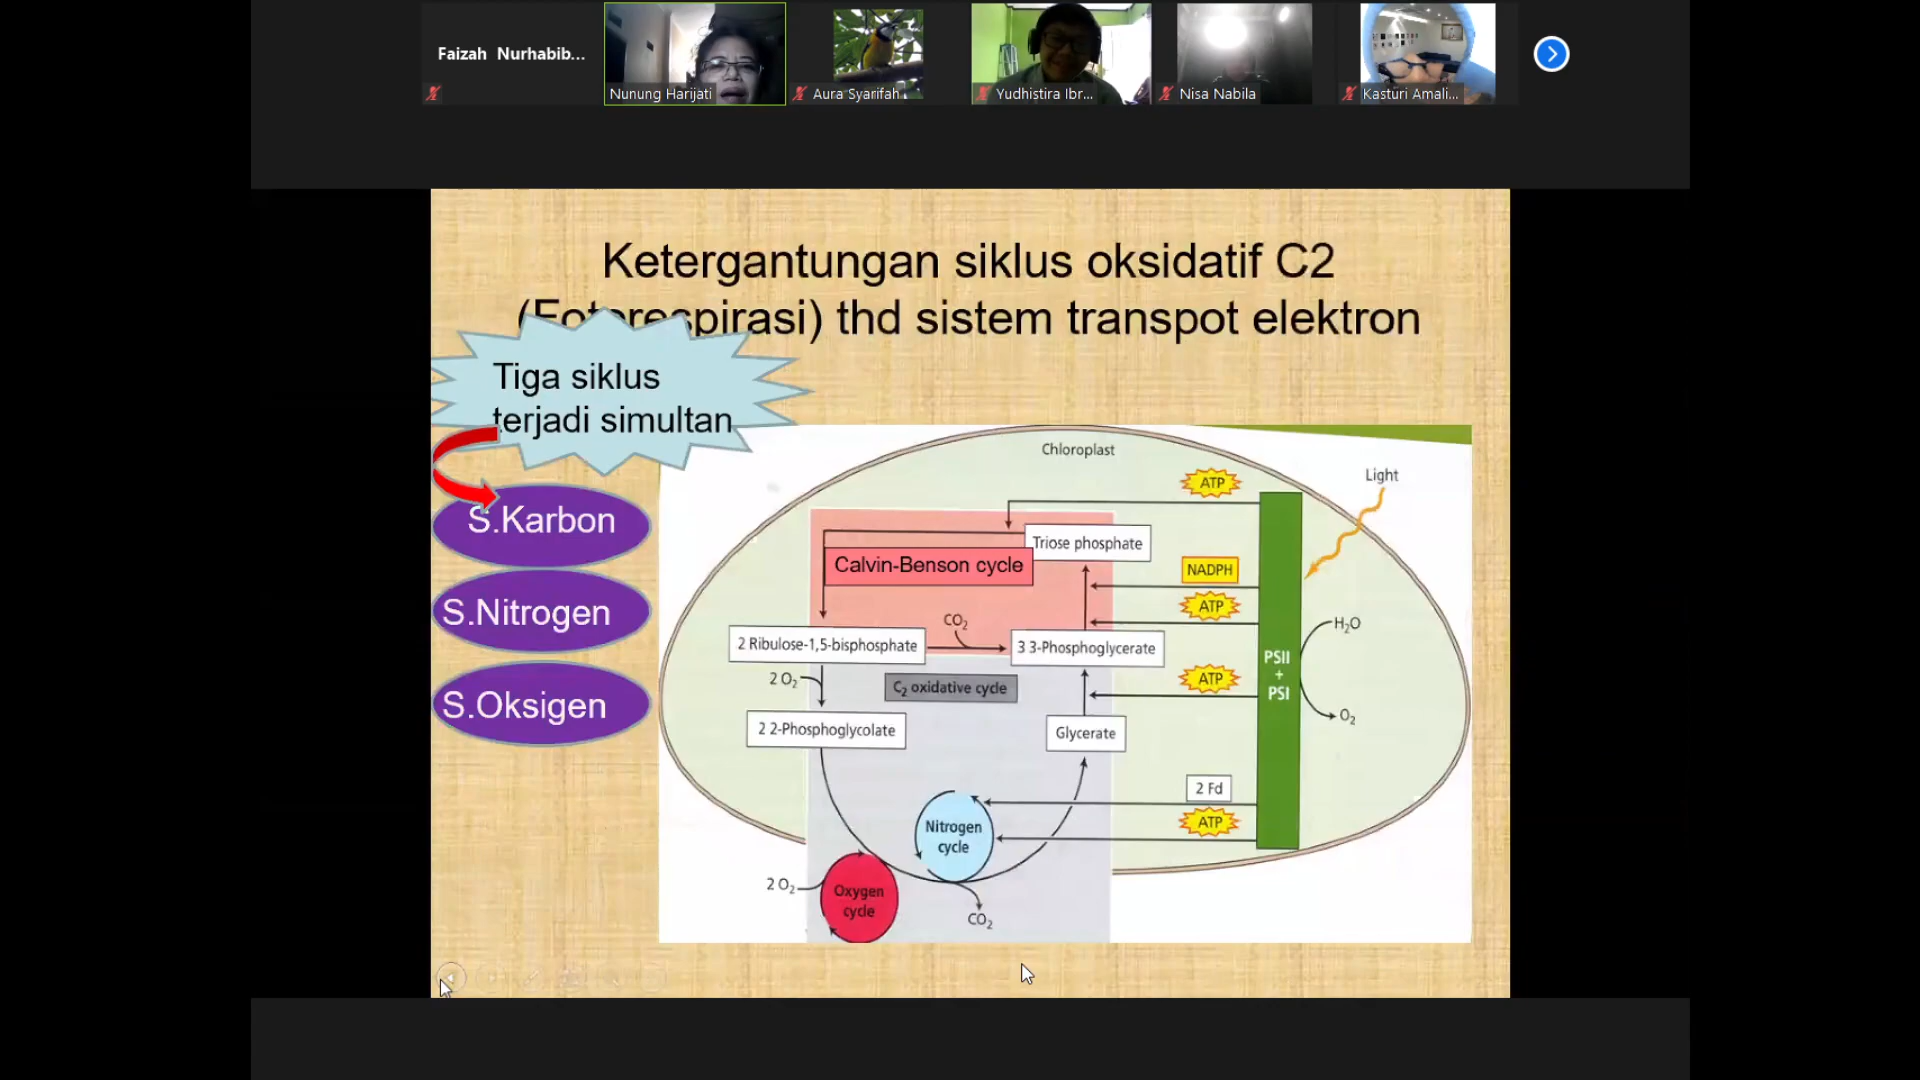 Faizah Nurhabib...
Nunung Harijati
Aura Syarifah
Yudhistira Ibr...
Nisa Nabila
Kasturi Amali...
Ketergantungan siklus oksidatif C2
(Fotorespirasi) thd sistem transpot elektron
Tiga siklus
terjadi simultan
S.Karbon
S.Nitrogen
S.Oksigen
Chloroplast
Light
ATP
Triose phosphate
Calvin-Benson cycle
NADPH
ATP
CO₂
H₂O
2 Ribulose-1,5-bisphosphate
3 3-Phosphoglycerate
PSII
+
PSI
2 O₂
C₂ oxidative cycle
ATP
O₂
2 2-Phosphoglycolate
Glycerate
2 Fd
ATP
Nitrogen
cycle
2 O₂
Oxygen
cycle
CO₂